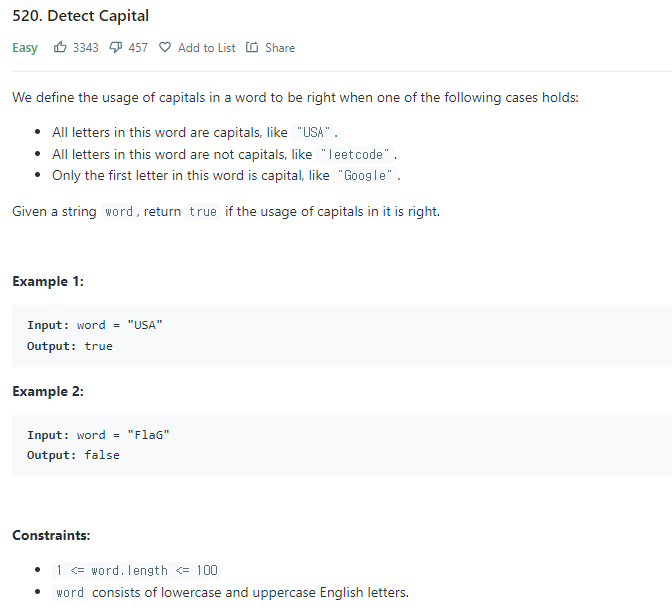 520. Detect Capital
Easy 3343 457 Add to List Share
We define the usage of capitals in a word to be right when one of the following cases holds:
• All letters in this word are capitals, like "USA" .
• All letters in this word are not capitals, like "leetcode" .
• Only the first letter in this word is capital, like "Google" .
Given a string word , return true if the usage of capitals in it is right.
Example 1:
Input: word = "USA"
Output: true
Example 2:
Input: word = "FlaG"
Output: false
Constraints:
• 1 <= word.length <= 100
• word consists of lowercase and uppercase English letters.